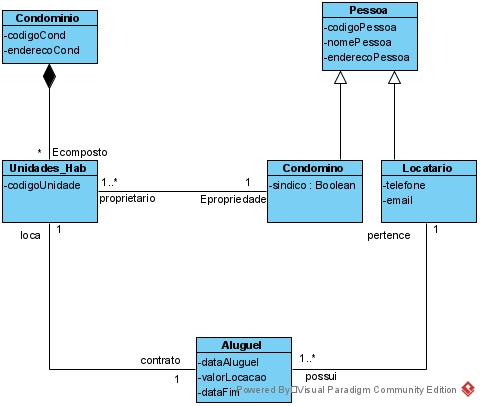 Condominio
-codigoCond
-enderecoCond
Pessoa
-codigoPessoa
-nomePessoa
-enderecoPessoa
* Ecomposto
Unidades_Hab
-codigoUnidade
1..*
proprietario
1
Epropriedade
Condomino
-sindico : Boolean
Locatario
-telefone
-email
loca 1
pertence 1
contrato
1
Aluguel
-dataAluguel
-valorLocacao
-dataFim
1..*
possui
Powered By Visual Paradigm Community Edition